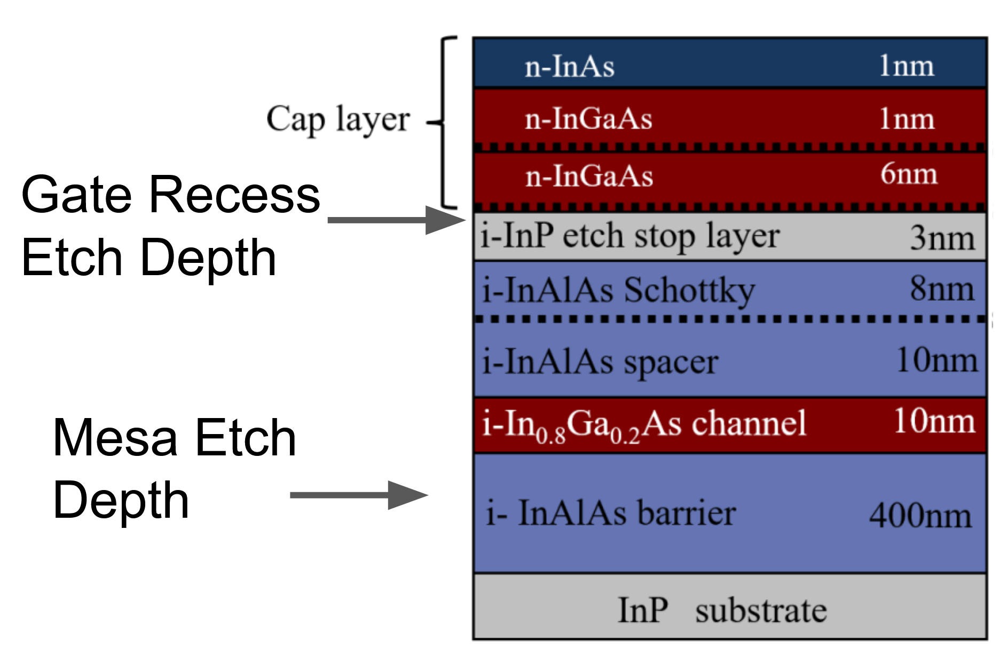 n-InAs 1nm
n-InGaAs 1nm
Cap layer
n-InGaAs 6nm
Gate Recess
Etch Depth
i-InP etch stop layer 3nm
i-InAlAs Schottky 8nm
i-InAlAs spacer 10nm
i-In0.8Ga0.2As channel 10nm
Mesa Etch
Depth
i- InAlAs barrier 400nm
InP substrate